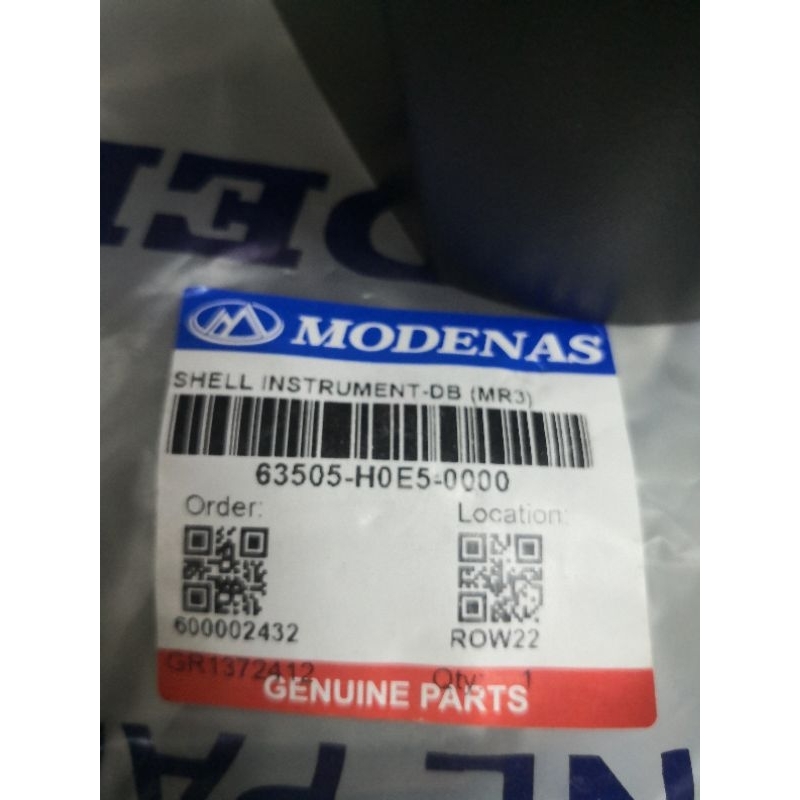 MODENAS
SHELL INSTRUMENT-DB (MR3)
63505-H0E5-0000
Order:
Location:
600002432
ROW22
GR1372412
Qty: 1
GENUINE PARTS